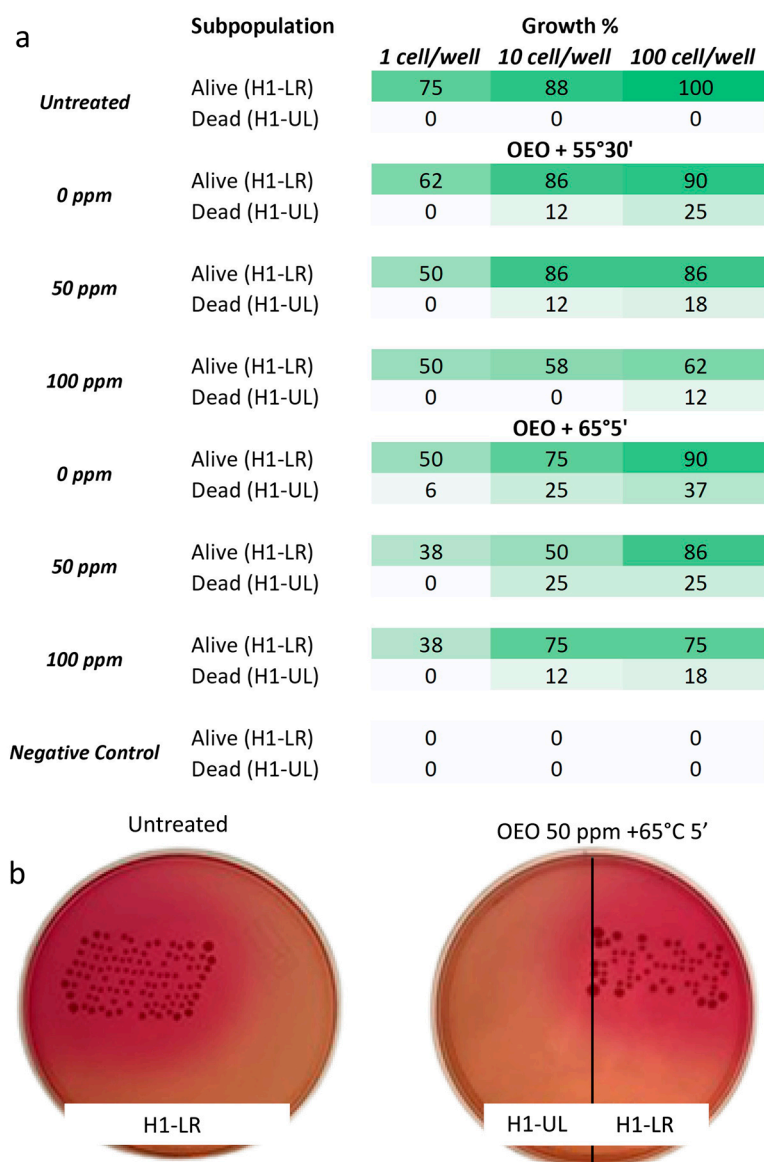 a
Subpopulation Growth %
1 cell/well 10 cell/well 100 cell/well
Untreated
Alive (H1-LR) 75 88 100
Dead (H1-UL) 0 0 0
OEO + 55°30'
0 ppm
Alive (H1-LR) 62 86 90
Dead (H1-UL) 0 12 25
50 ppm
Alive (H1-LR) 50 86 86
Dead (H1-UL) 0 12 18
100 ppm
Alive (H1-LR) 50 58 62
Dead (H1-UL) 0 0 12
OEO + 65°5'
0 ppm
Alive (H1-LR) 50 75 90
Dead (H1-UL) 6 25 37
50 ppm
Alive (H1-LR) 38 50 86
Dead (H1-UL) 0 25 25
100 ppm
Alive (H1-LR) 38 75 75
Dead (H1-UL) 0 12 18
Negative Control
Alive (H1-LR) 0 0 0
Dead (H1-UL) 0 0 0
b
Untreated OEO 50 ppm +65°C 5′
H1-LR H1-UL H1-LR